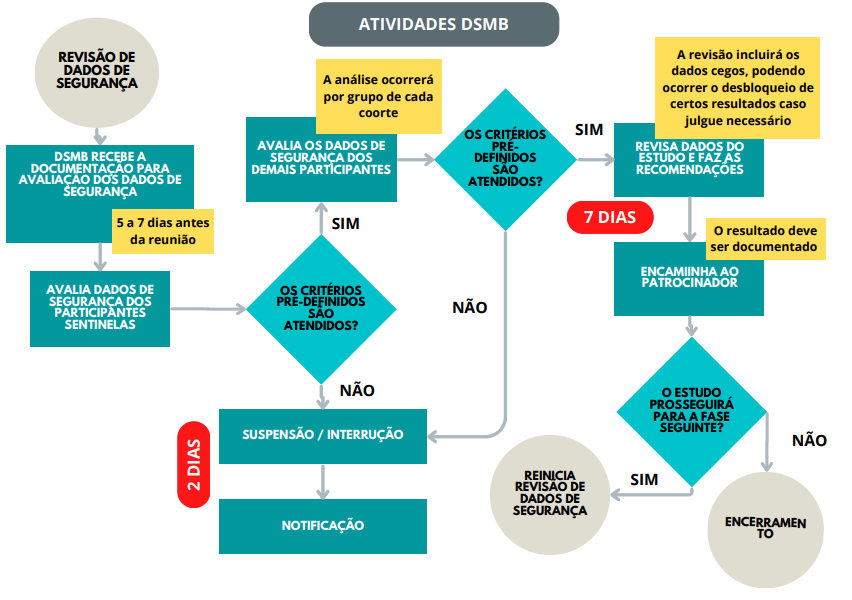 ATIVIDADES DSMB
REVISÃO DE
DADOS DE
SEGURANÇA
DSMB RECEBE A
DOCUMENTAÇÃO PARA
AVALIAÇÃO DOS DADOS DE
SEGURANÇA
5 a 7 dias antes
da reunião
AVALIA DADOS DE
SEGURANÇA DOS
PARTICIPANTES
SENTINELAS
OS CRITÉRIOS
PRÉ-DEFINIDOS
SÃO
ATENDIDOS?
SIM
NÃO
A análise ocorrerá
por grupo de cada
coorte
AVALIA OS DADOS DE
SEGURANÇA DOS
DEMAIS PARTICIPANTES
OS CRITÉRIOS
PRÉ-
DEFINIDOS
SÃO
ATENDIDOS?
SIM
NÃO
SUSPENSÃO / INTERRUÇÃO
2 DIAS
NOTIFICAÇÃO
A revisão incluirá os
dados cegos, podendo
ocorrer o desbloqueio de
certos resultados caso
julgue necessário
REVISA DADOS DO
ESTUDO E FAZ AS
RECOMENDAÇÕES
7 DIAS
O resultado deve
ser documentado
ENCAMIINHA AO
PATROCINADOR
O ESTUDO
PROSSEGUIRÁ
PARA A FASE
SEGUINTE?
SIM
NÃO
REINICIA
REVISÃO DE
DADOS DE
SEGURANÇA
ENCERRAMEN
TO